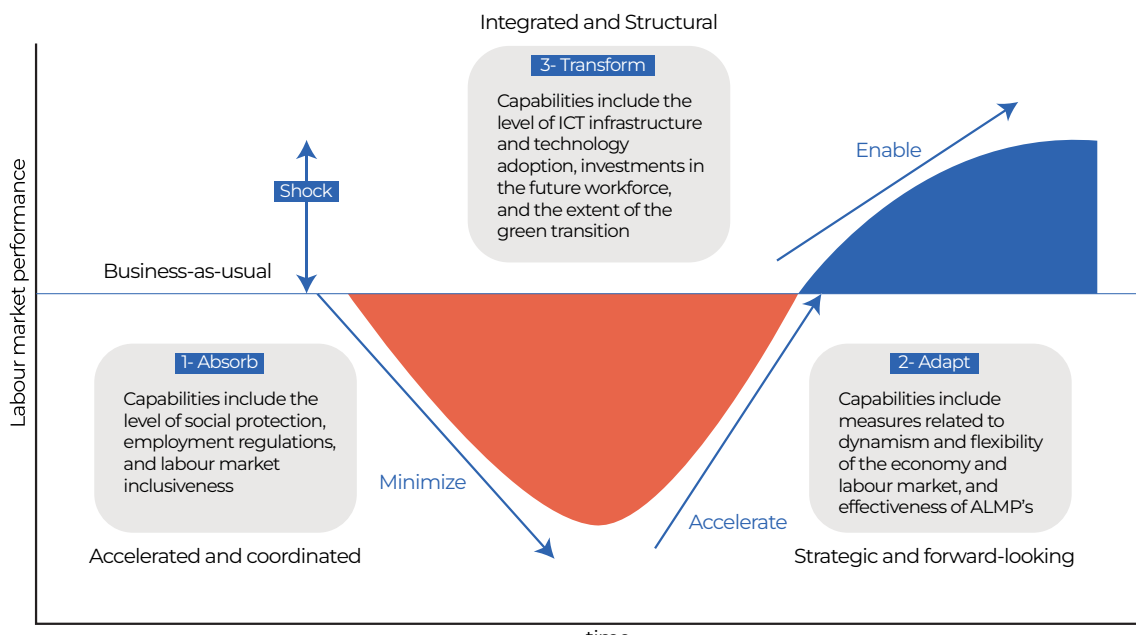 Integrated and Structural
3- Transform
Capabilities include the
level of ICT infrastructure
and technology
adoption, investments in
the future workforce,
and the extent of the
green transition
Enable
Shock
Labour market performance
Business-as-usual
1- Absorb
Capabilities include the
level of social protection,
employment regulations,
and labour market
inclusiveness
Accelerated and coordinated
Minimize
Accelerate
2- Adapt
Capabilities include
measures related to
dynamism and flexibility
of the economy and
labour market, and
effectiveness of ALMP's
Strategic and forward-looking
time